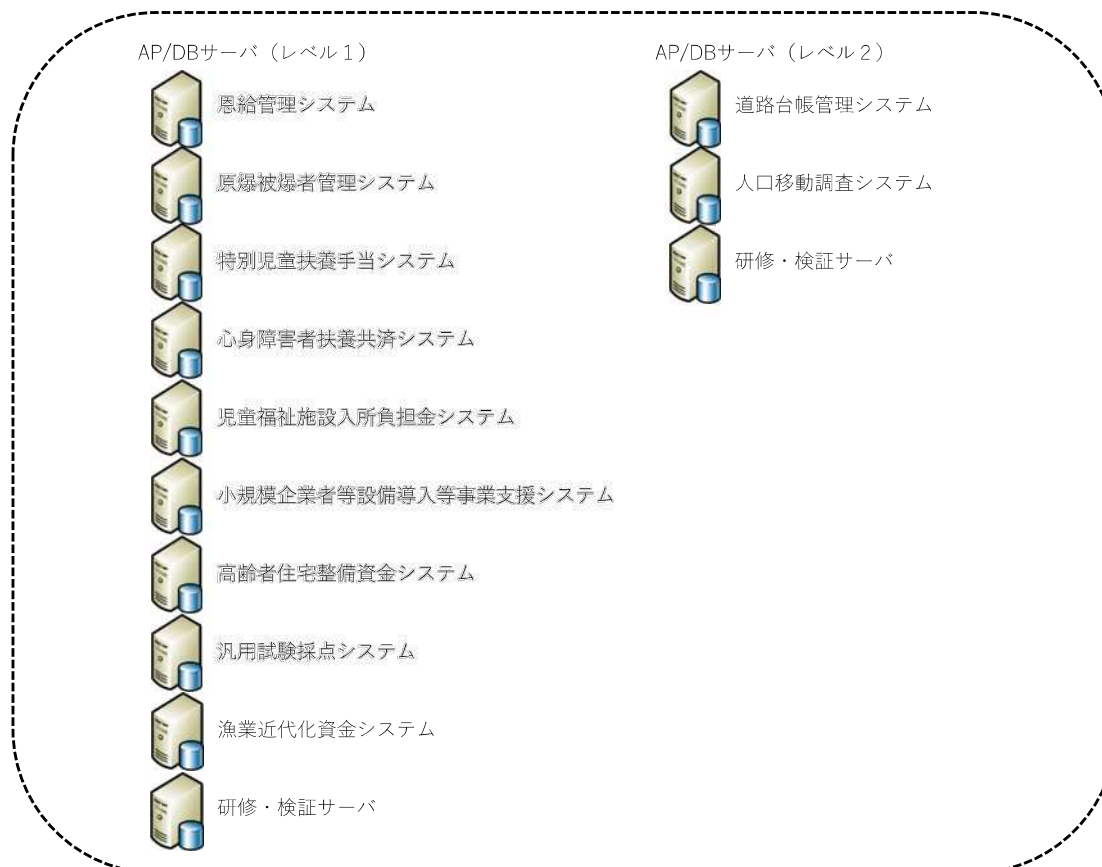 AP/DBサーバ（レベル１）
恩給管理システム
原爆被爆者管理システム
特別児童扶養手当システム
心身障害者扶養共済システム
児童福祉施設入所負担金システム
小規模企業者等設備導入等事業支援システム
高齢者住宅整備資金システム
汎用試験採点システム
漁業近代化資金システム
研修・検証サーバ
AP/DBサーバ（レベル２）
道路台帳管理システム
人口移動調査システム
研修・検証サーバ